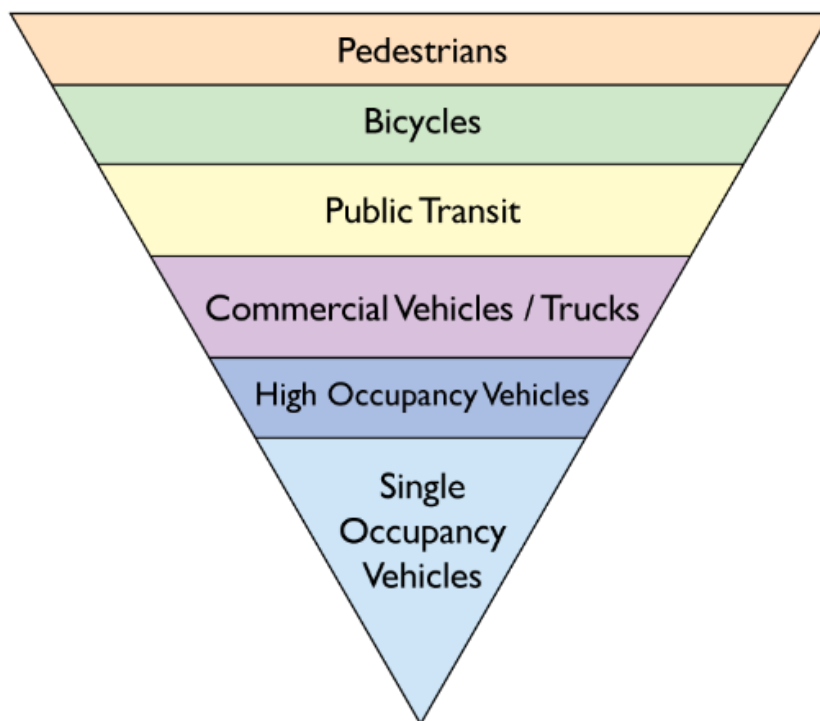 Pedestrians
Bicycles
Public Transit
Commercial Vehicles / Trucks
High Occupancy Vehicles
Single
Occupancy
Vehicles